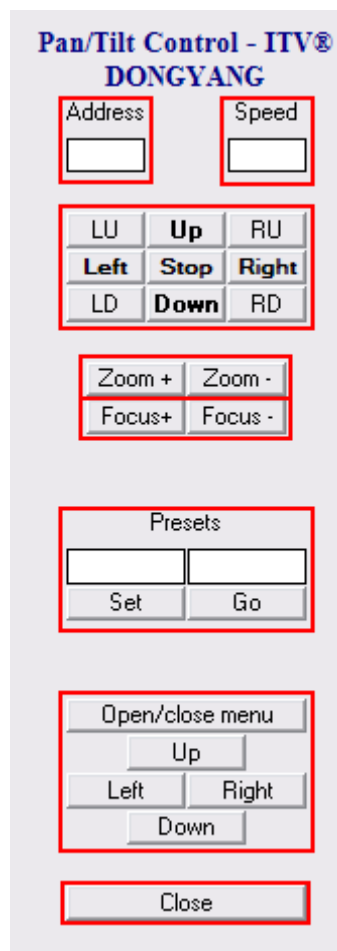 Pan/Tilt Control - ITV®
DONGYANG
Address Speed
LU Up RU
Left Stop Right
LD Down RD
Zoom + Zoom -
Focus+ Focus -
Presets
Set Go
Open/close menu
Up
Left Right
Down
Close